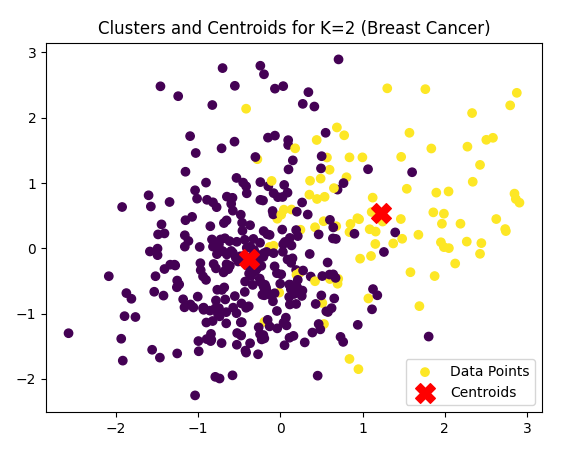 Clusters and Centroids for K=2 (Breast Cancer)
3
2
1
0
−1
−2
Data Points
Centroids
−2 −1 0 1 2 3